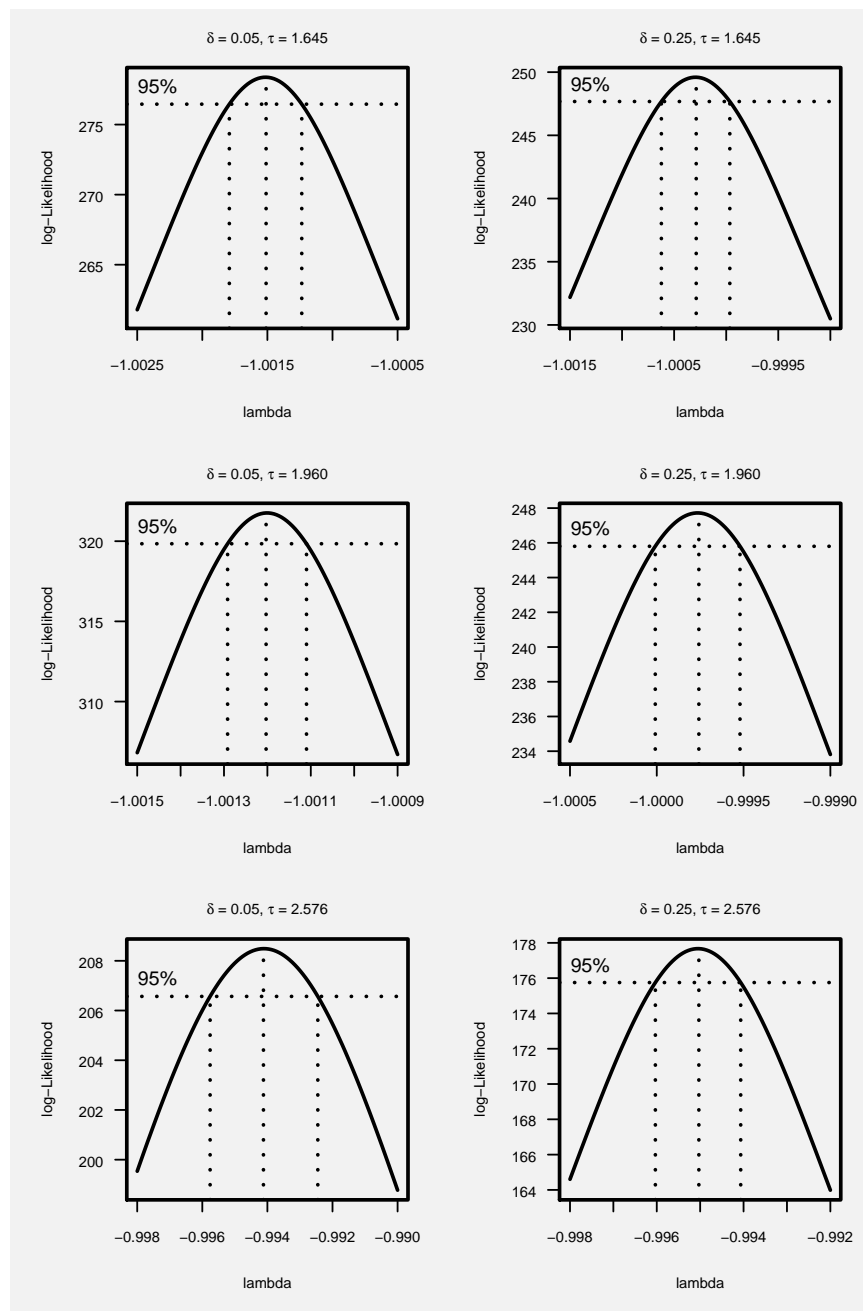 δ = 0.05, τ = 1.645
95%
275
270
265
log−Likelihood
−1.0025 −1.0015 −1.0005
lambda
δ = 0.25, τ = 1.645
95%
250
245
240
235
230
log−Likelihood
−1.0015 −1.0005 −0.9995
lambda
δ = 0.05, τ = 1.960
95%
320
315
310
log−Likelihood
−1.0015 −1.0013 −1.0011 −1.0009
lambda
δ = 0.25, τ = 1.960
95%
248
246
244
242
240
238
236
234
log−Likelihood
−1.0005 −1.0000 −0.9995 −0.9990
lambda
δ = 0.05, τ = 2.576
95%
208
206
204
202
200
log−Likelihood
−0.998 −0.996 −0.994 −0.992 −0.990
lambda
δ = 0.25, τ = 2.576
95%
178
176
174
172
170
168
166
164
log−Likelihood
−0.998 −0.996 −0.994 −0.992
lambda